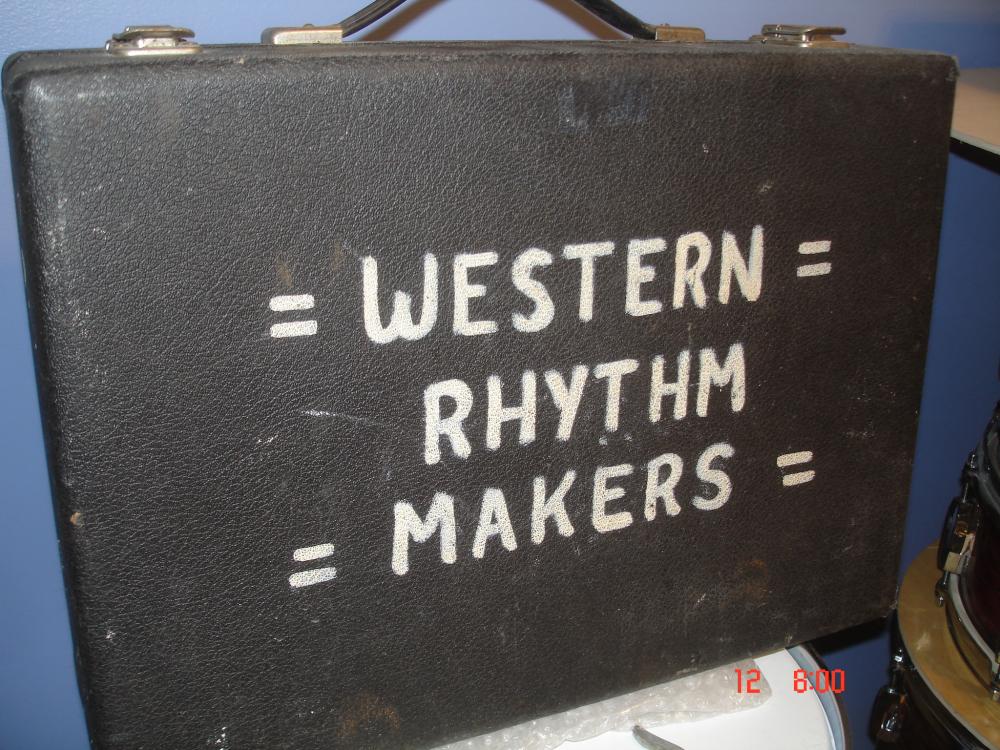 = WESTERN =
RHYTHM
= MAKERS =
12 8:00